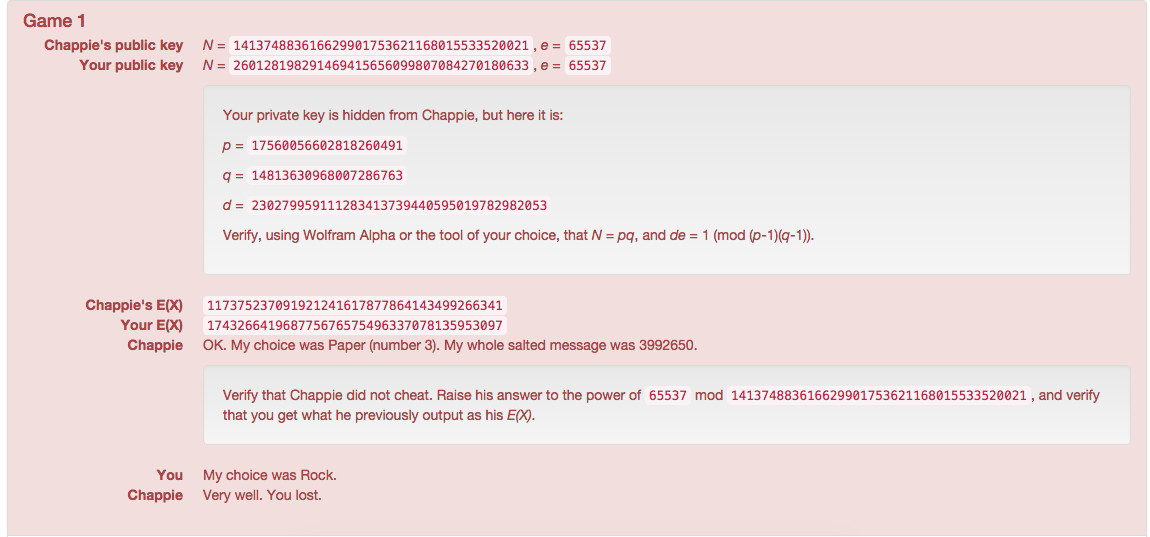 Game 1
Chappie's public key N = 141374883616629901753621168015533520021 , e = 65537
Your public key N = 260128198291469415656099807084270180633 , e = 65537
Your private key is hidden from Chappie, but here it is:
p = 17560056602818260491
q = 14813630968007286763
d = 230279959111283413739440595019782982053
Verify, using Wolfram Alpha or the tool of your choice, that N = pq, and de = 1 (mod (p-1)(q-1)).
Chappie's E(X) 117375237091921241617877864143499266341
Your E(X) 174326641968775676575496337078135953097
Chappie OK. My choice was Paper (number 3). My whole salted message was 3992650.
Verify that Chappie did not cheat. Raise his answer to the power of 65537 mod 141374883616629901753621168015533520021 , and verify
that you get what he previously output as his E(X).
You My choice was Rock.
Chappie Very well. You lost.